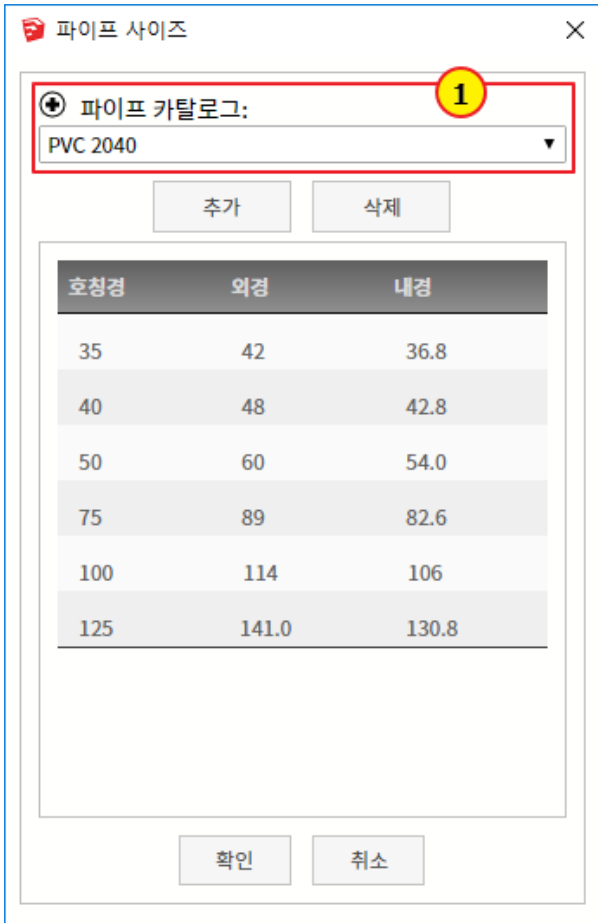 파이프 사이즈
1
파이프 카탈로그:
PVC 2040
추가 삭제
호칭경 외경 내경
35 42 36.8
40 48 42.8
50 60 54.0
75 89 82.6
100 114 106
125 141.0 130.8
확인 취소